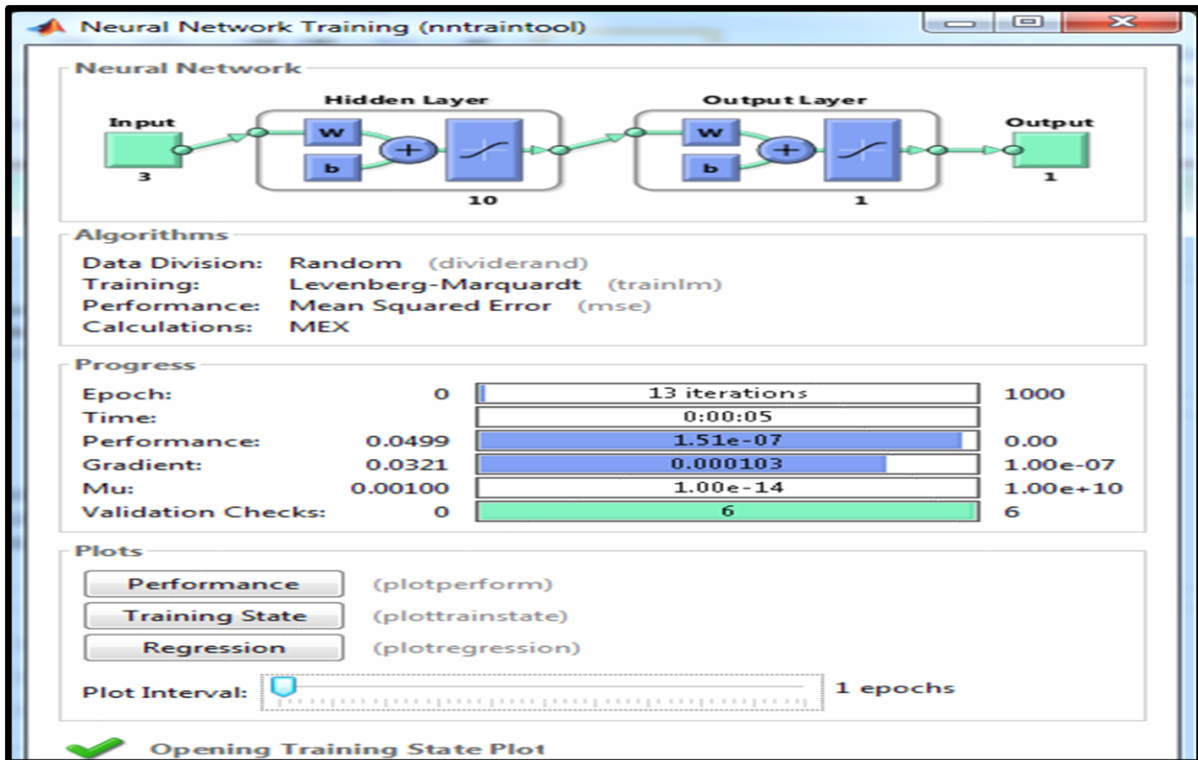 Neural Network Training (nntraintool)
Neural Network
Hidden Layer
Output Layer
Input
Output
W
W
b
b
3
10
1
1
Algorithms
Data Division: Random (dividerand)
Training: Levenberg-Marquardt (trainlm)
Performance: Mean Squared Error (mse)
Calculations: MEX
Progress
Epoch: 0 13 iterations 1000
Time: 0:00:05
Performance: 0.0499 1.51e-07 0.00
Gradient: 0.0321 0.000103 1.00e-07
Mu: 0.00100 1.00e-14 1.00e+10
Validation Checks: 0 6 6
Plots
Performance (plotperform)
Training State (plottrainstate)
Regression (plotregression)
Plot Interval: 1 epochs
Opening Training State Plot